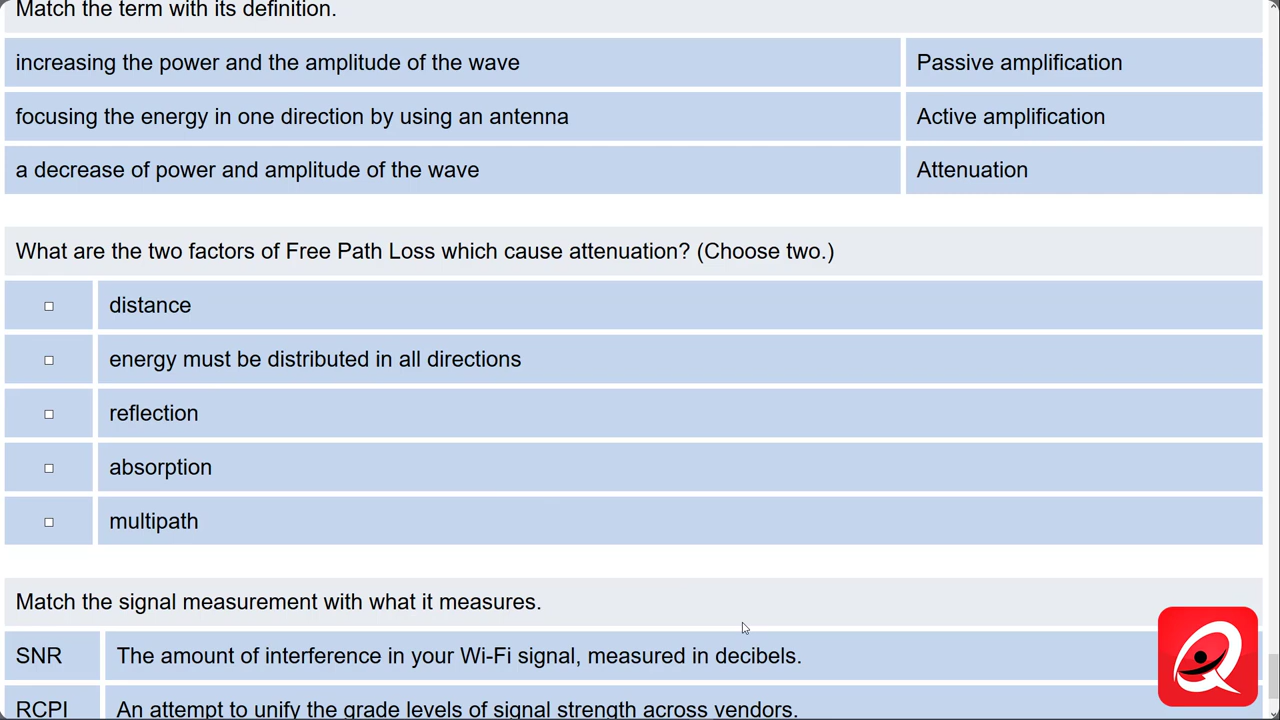 Match the term with its definition.
increasing the power and the amplitude of the wave Passive amplification
focusing the energy in one direction by using an antenna Active amplification
a decrease of power and amplitude of the wave Attenuation
What are the two factors of Free Path Loss which cause attenuation? (Choose two.)
distance
energy must be distributed in all directions
reflection
absorption
multipath
Match the signal measurement with what it measures.
SNR The amount of interference in your Wi-Fi signal, measured in decibels.
RCPI An attempt to unify the grade levels of signal strength across vendors.